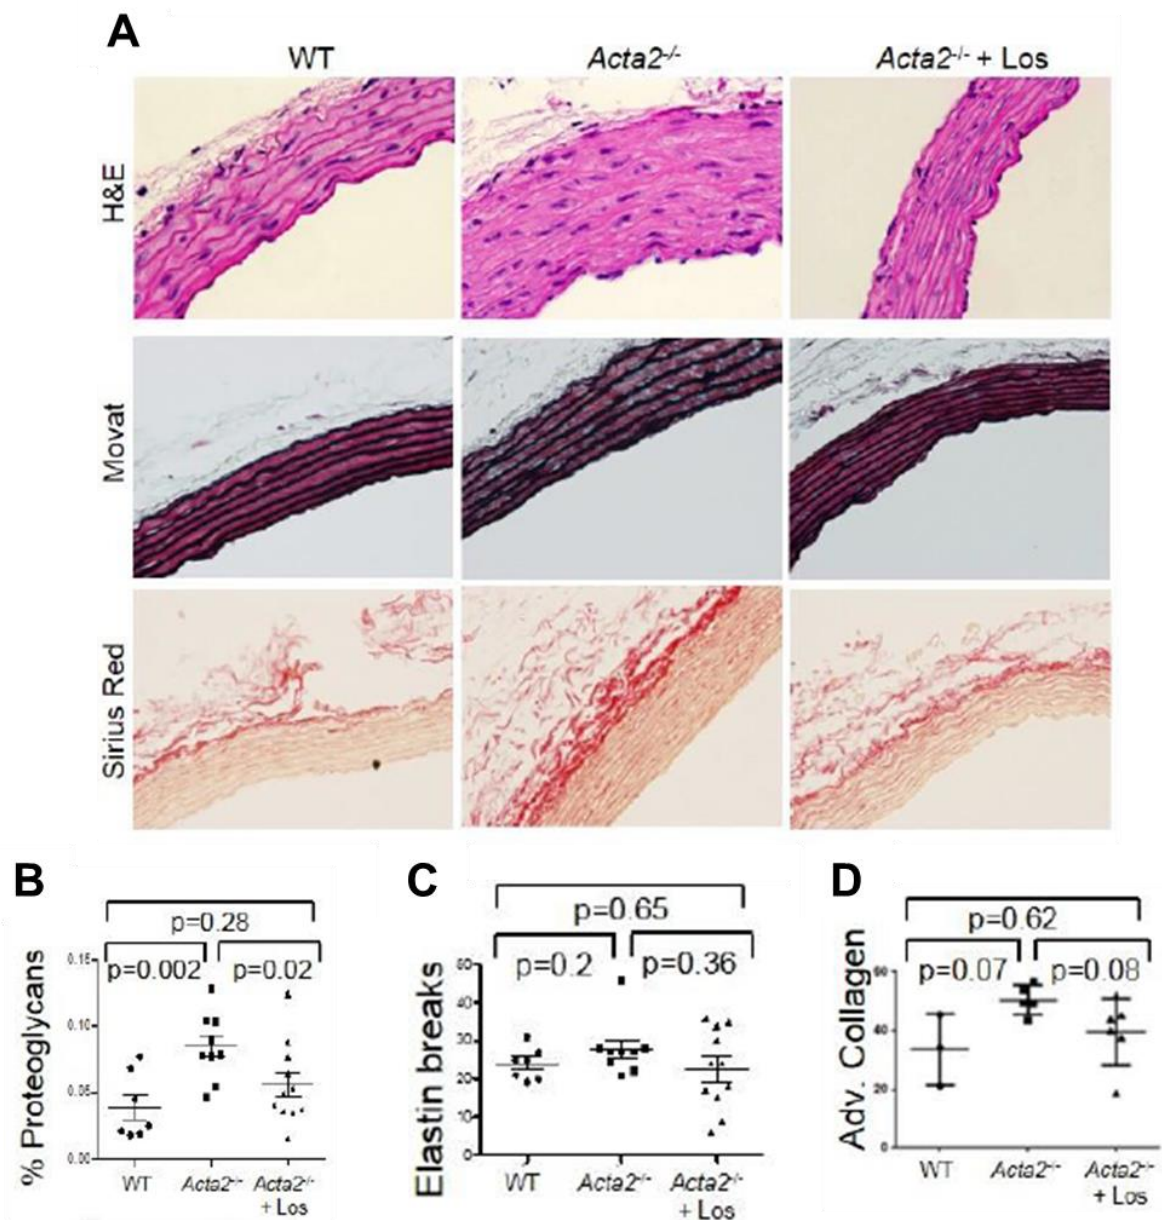 A
WT
Acta2-/-
Acta2-/- + Los
H&E
Movat
Sirius Red
B
p=0.28
p=0.002
p=0.02
% Proteoglycans
0.15
0.10
0.05
0.00
WT
Acta2-/-
Acta2-/-
+ Los
C
p=0.65
p=0.2
p=0.36
Elastin breaks
50
40
30
20
10
0
WT
Acta2-/-
Acta2-/-
+ Los
D
p=0.62
p=0.07
p=0.08
Adv. Collagen
60
40
20
0
WT
Acta2-/-
Acta2-/-
+ Los